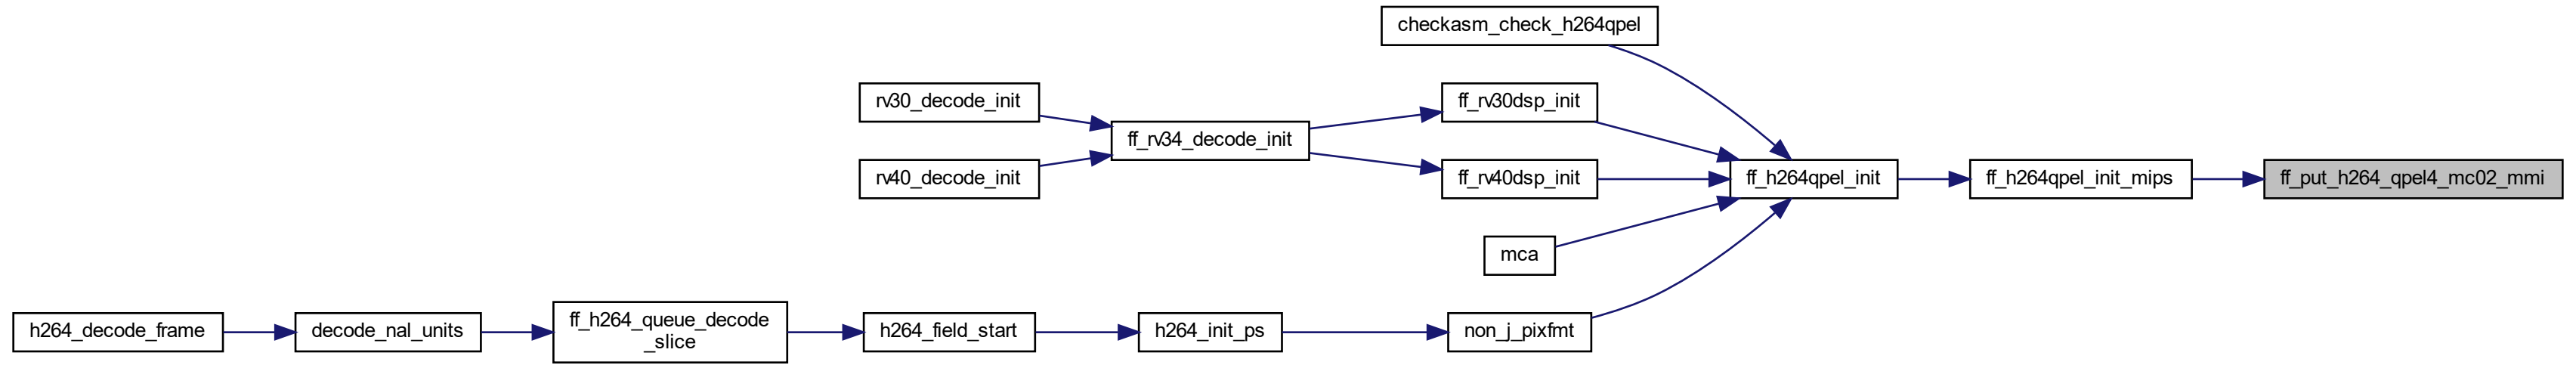 checkasm_check_h264qpel
rv30_decode_init
ff_rv30dsp_init
ff_rv34_decode_init
rv40_decode_init
ff_rv40dsp_init
ff_h264qpel_init
ff_h264qpel_init_mips
ff_put_h264_qpel4_mc02_mmi
mca
h264_decode_frame
decode_nal_units
ff_h264_queue_decode
_slice
h264_field_start
h264_init_ps
non_j_pixfmt